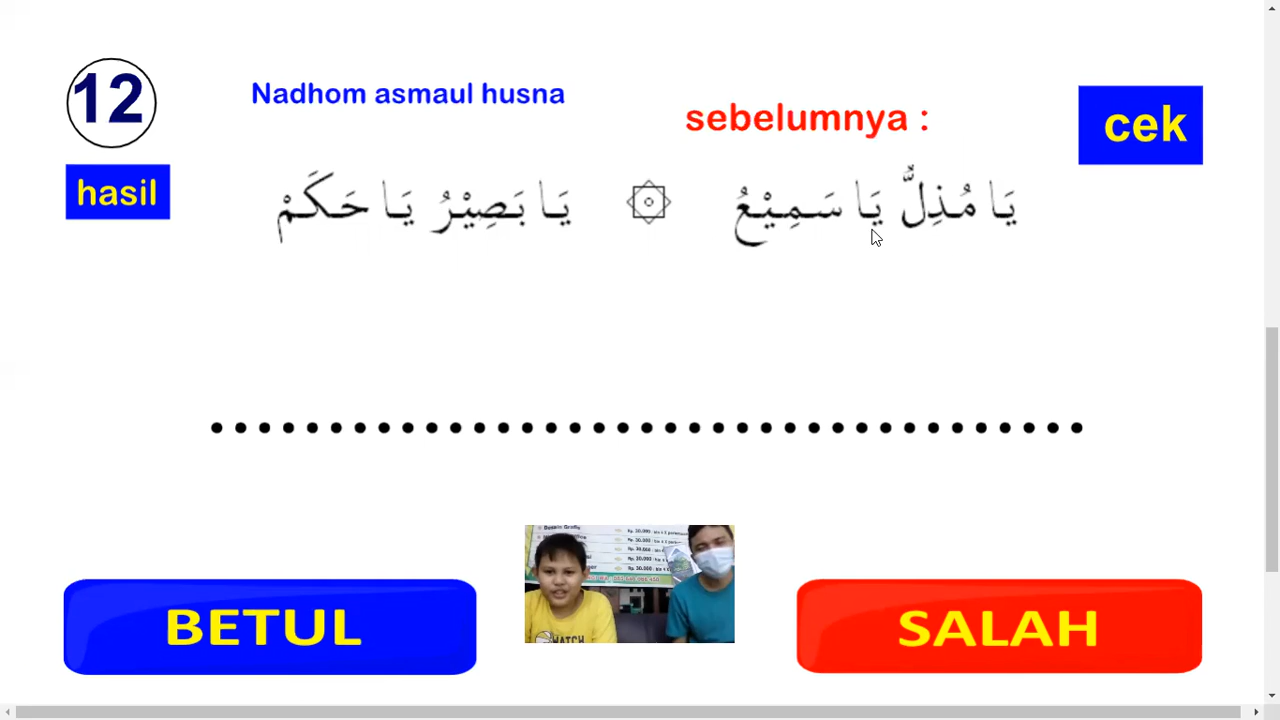 12
Nadhom asmaul husna
sebelumnya :
cek
hasil
يَا مُذِلُّ يَا سَمِيْعُ ۞ يَا بَصِيْرُ يَا حَكَمْ
BETUL
SALAH